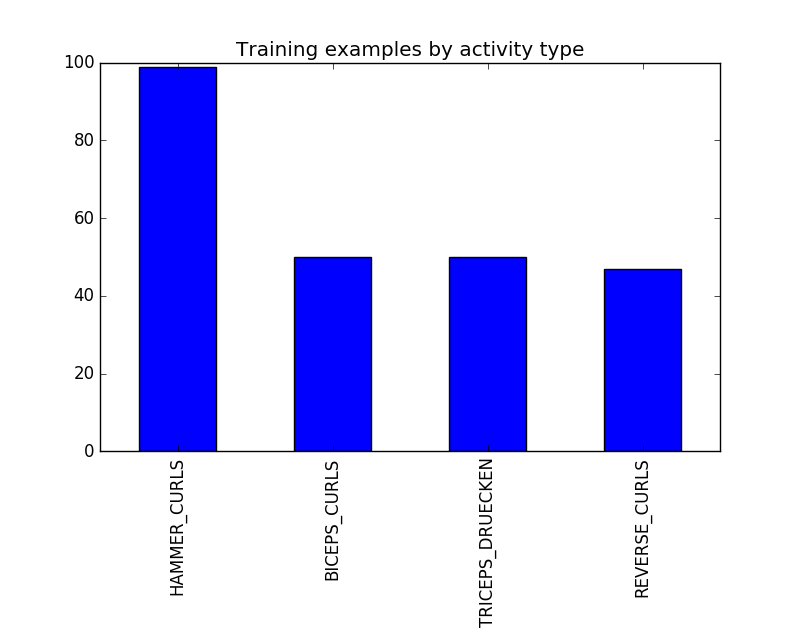 Training examples by activity type
100
80
60
40
20
0
HAMMER_CURLS
BICEPS_CURLS
TRICEPS_DRUECKEN
REVERSE_CURLS